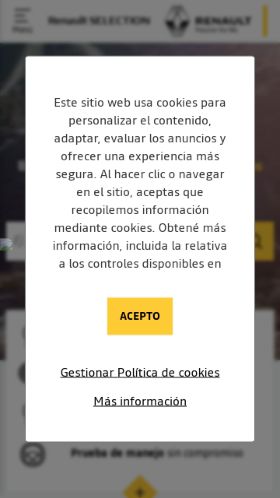 Menu
Renault SELECTION
RENAULT
Passion for life
Este sitio web usa cookies para
personalizar el contenido,
adaptar, evaluar los anuncios y
ofrecer una experiencia más
segura. Al hacer clic o navegar
en el sitio, aceptas que
recopilemos información
mediante cookies. Obtené más
información, incluida la relativa
a los controles disponibles en
ACEPTO
Gestionar Política de cookies
Más información
Prueba de manejo sin compromiso